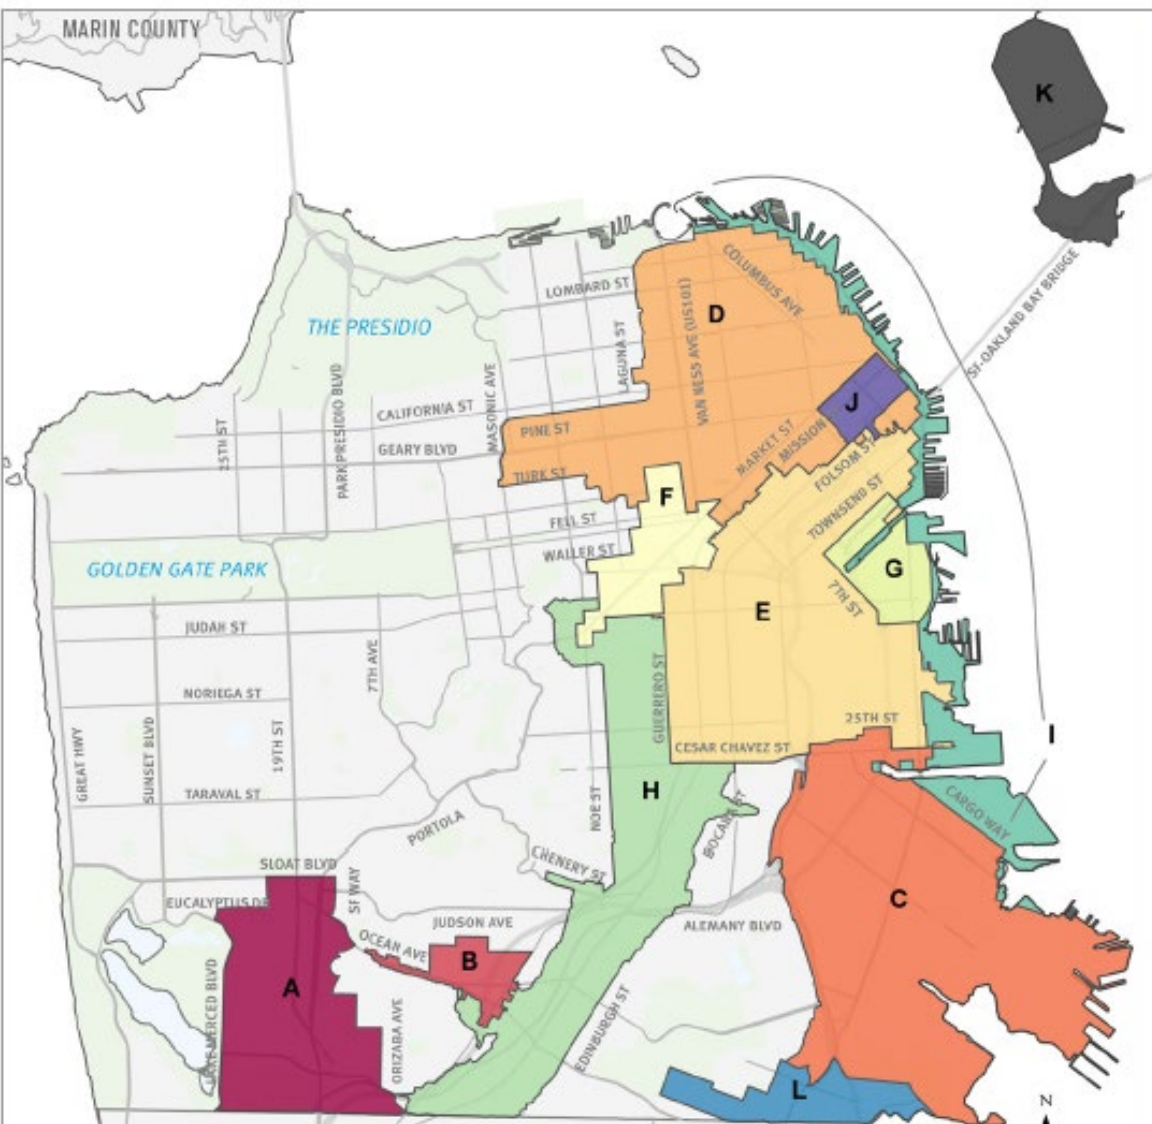 MARIN COUNTY
K
COLUMBUS AVE
LOMBARD ST
D
SF-OAKLAND BAY BRIDGE
THE PRESIDIO
LAGUNA ST
VAN NESS AVE (US101)
MASONIC AVE
PARK PRESIDIO BLVD
CALIFORNIA ST
J
PINE ST
15TH ST
GEARY BLVD
MARKET ST
MISSION
FOLSOM ST
TURK ST
F
TOWNSEND ST
FELL ST
WALLER ST
GOLDEN GATE PARK
G
7TH ST
E
JUDAH ST
7TH AVE
GUERRERO ST
NORIEGA ST
25TH ST
I
GREAT HWY
SUNSET BLVD
19TH ST
CESAR CHAVEZ ST
TARAVAL ST
H
NOE ST
CARGO WAY
PORTOLA
SLOAT BLVD
CHENERY ST
SF WAY
EUCALYPTUS DR
C
JUDSON AVE
ALEMANY BLVD
OCEAN AVE
B
A
LAKE MERCED BLVD
ORIZABA AVE
EDINBURGH ST
L
N